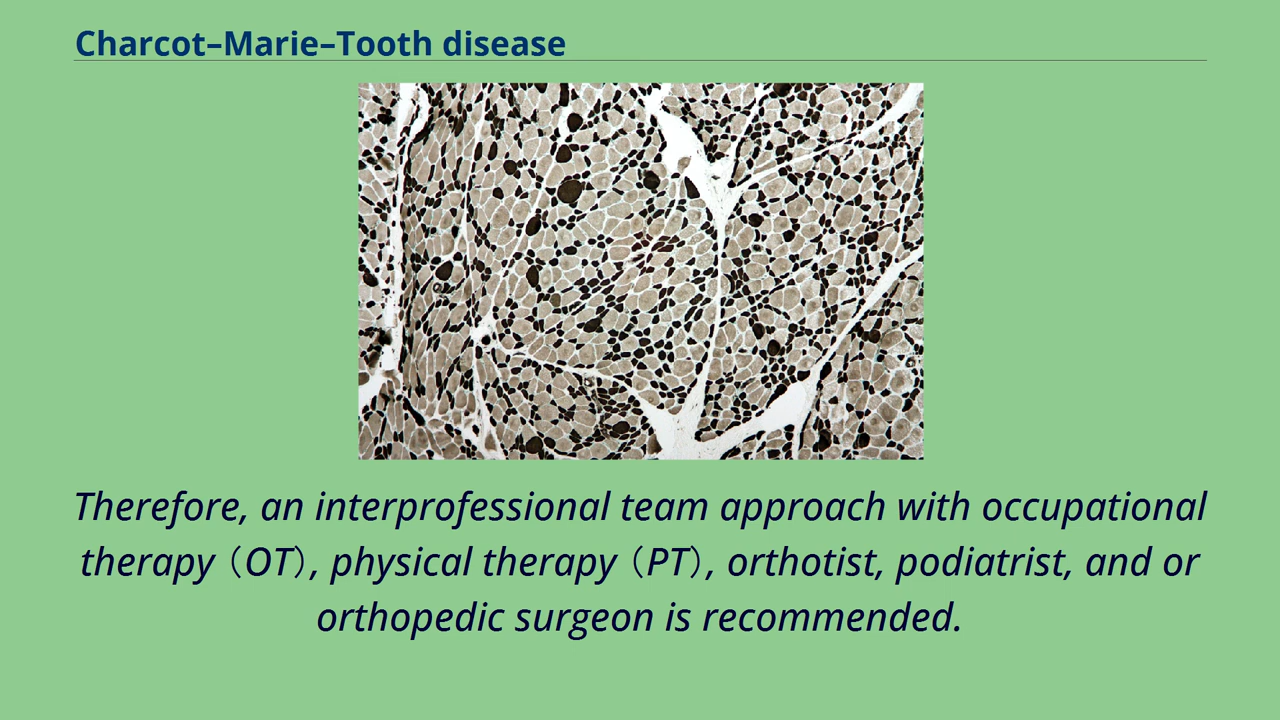 Charcot–Marie–Tooth disease
Therefore, an interprofessional team approach with occupational
therapy（OT）, physical therapy（PT）, orthotist, podiatrist, and or
orthopedic surgeon is recommended.